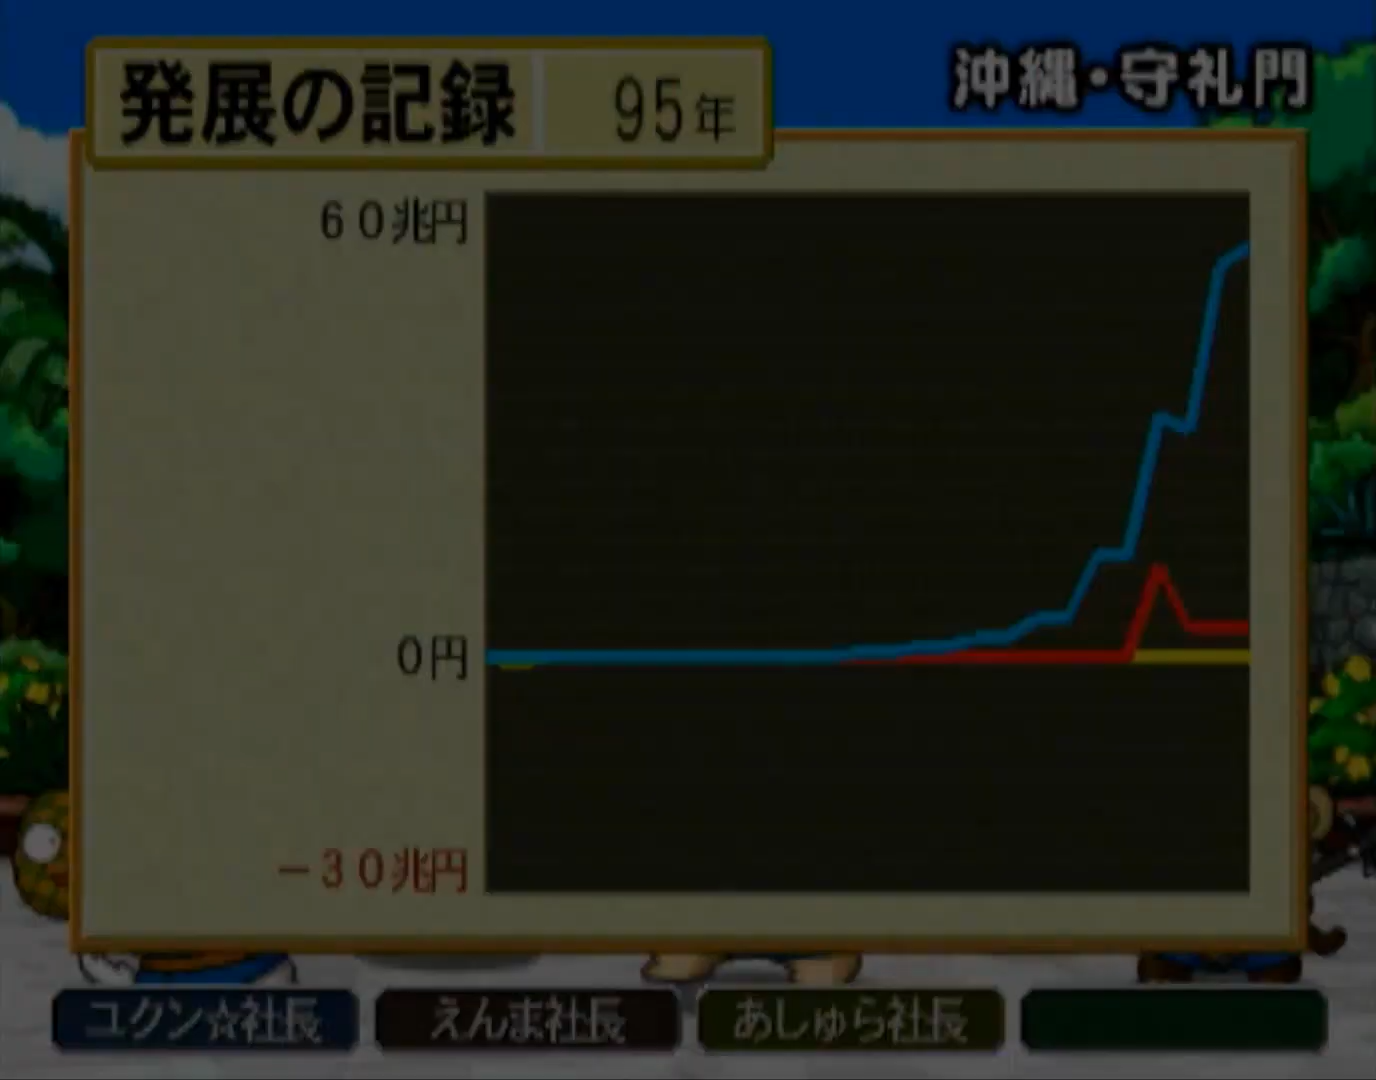 発展の記録 95年
沖縄・守礼門
60兆円
0円
-30兆円
ユクン☆社長 えんま社長 あしゅら社長